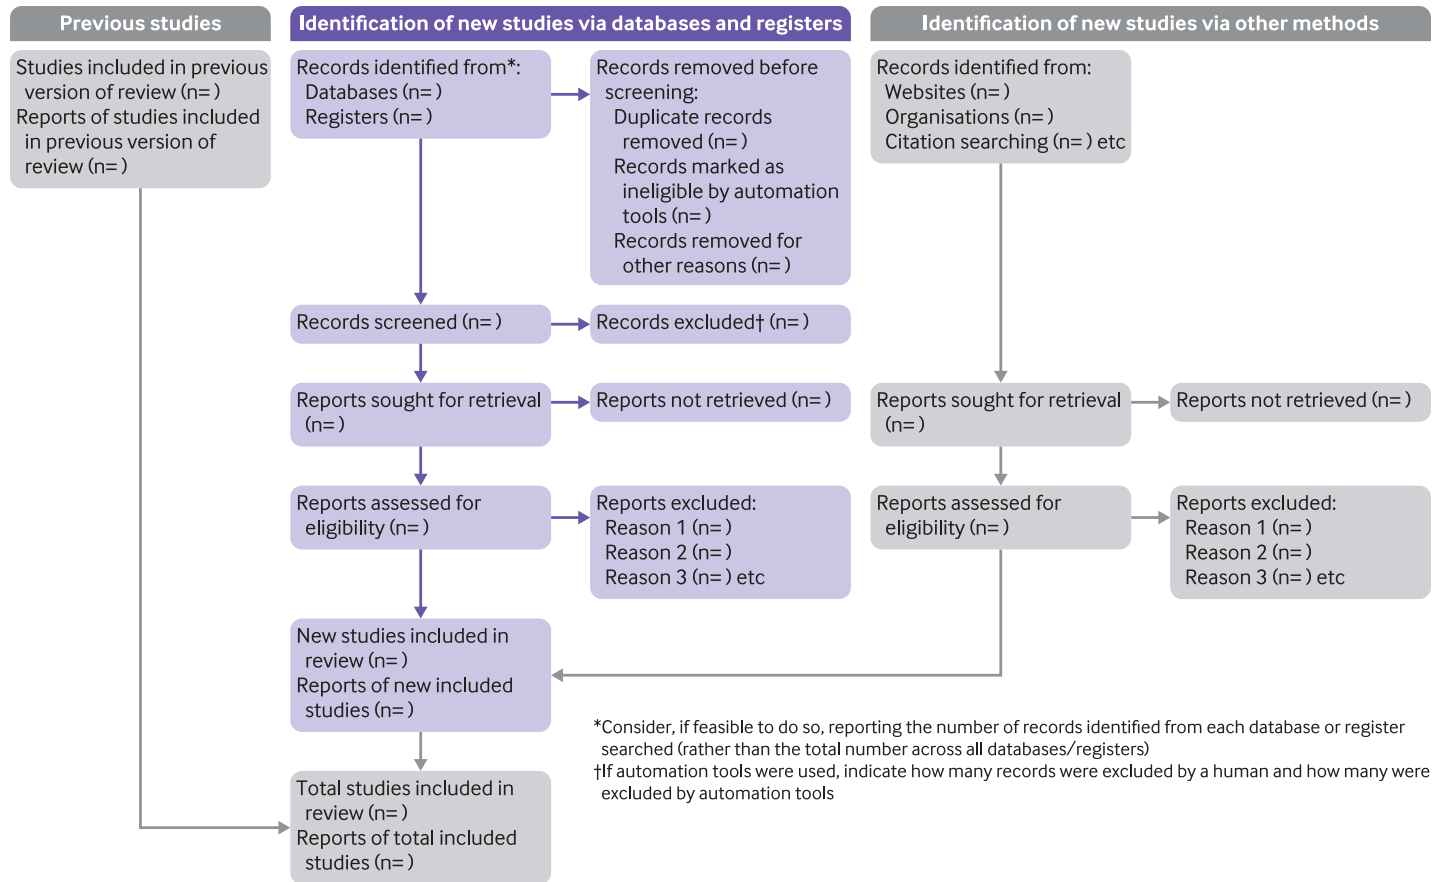 Previous studies
Identification of new studies via databases and registers
Identification of new studies via other methods
Studies included in previous
version of review (n= )
Reports of studies included
in previous version of
review (n= )
Records identified from*:
Databases (n= )
Registers (n= )
Records removed before
screening:
Duplicate records
removed (n= )
Records marked as
ineligible by automation
tools (n= )
Records removed for
other reasons (n= )
Records identified from:
Websites (n= )
Organisations (n= )
Citation searching (n= ) etc
Records screened (n= )
Records excluded† (n= )
Reports sought for retrieval
(n= )
Reports not retrieved (n= )
Reports sought for retrieval
(n= )
Reports not retrieved (n= )
Reports assessed for
eligibility (n= )
Reports excluded:
Reason 1 (n= )
Reason 2 (n= )
Reason 3 (n= ) etc
Reports assessed for
eligibility (n= )
Reports excluded:
Reason 1 (n= )
Reason 2 (n= )
Reason 3 (n= ) etc
New studies included in
review (n= )
Reports of new included
studies (n= )
Total studies included in
review (n= )
Reports of total included
studies (n= )
*Consider, if feasible to do so, reporting the number of records identified from each database or register
searched (rather than the total number across all databases/registers)
†If automation tools were used, indicate how many records were excluded by a human and how many were
excluded by automation tools